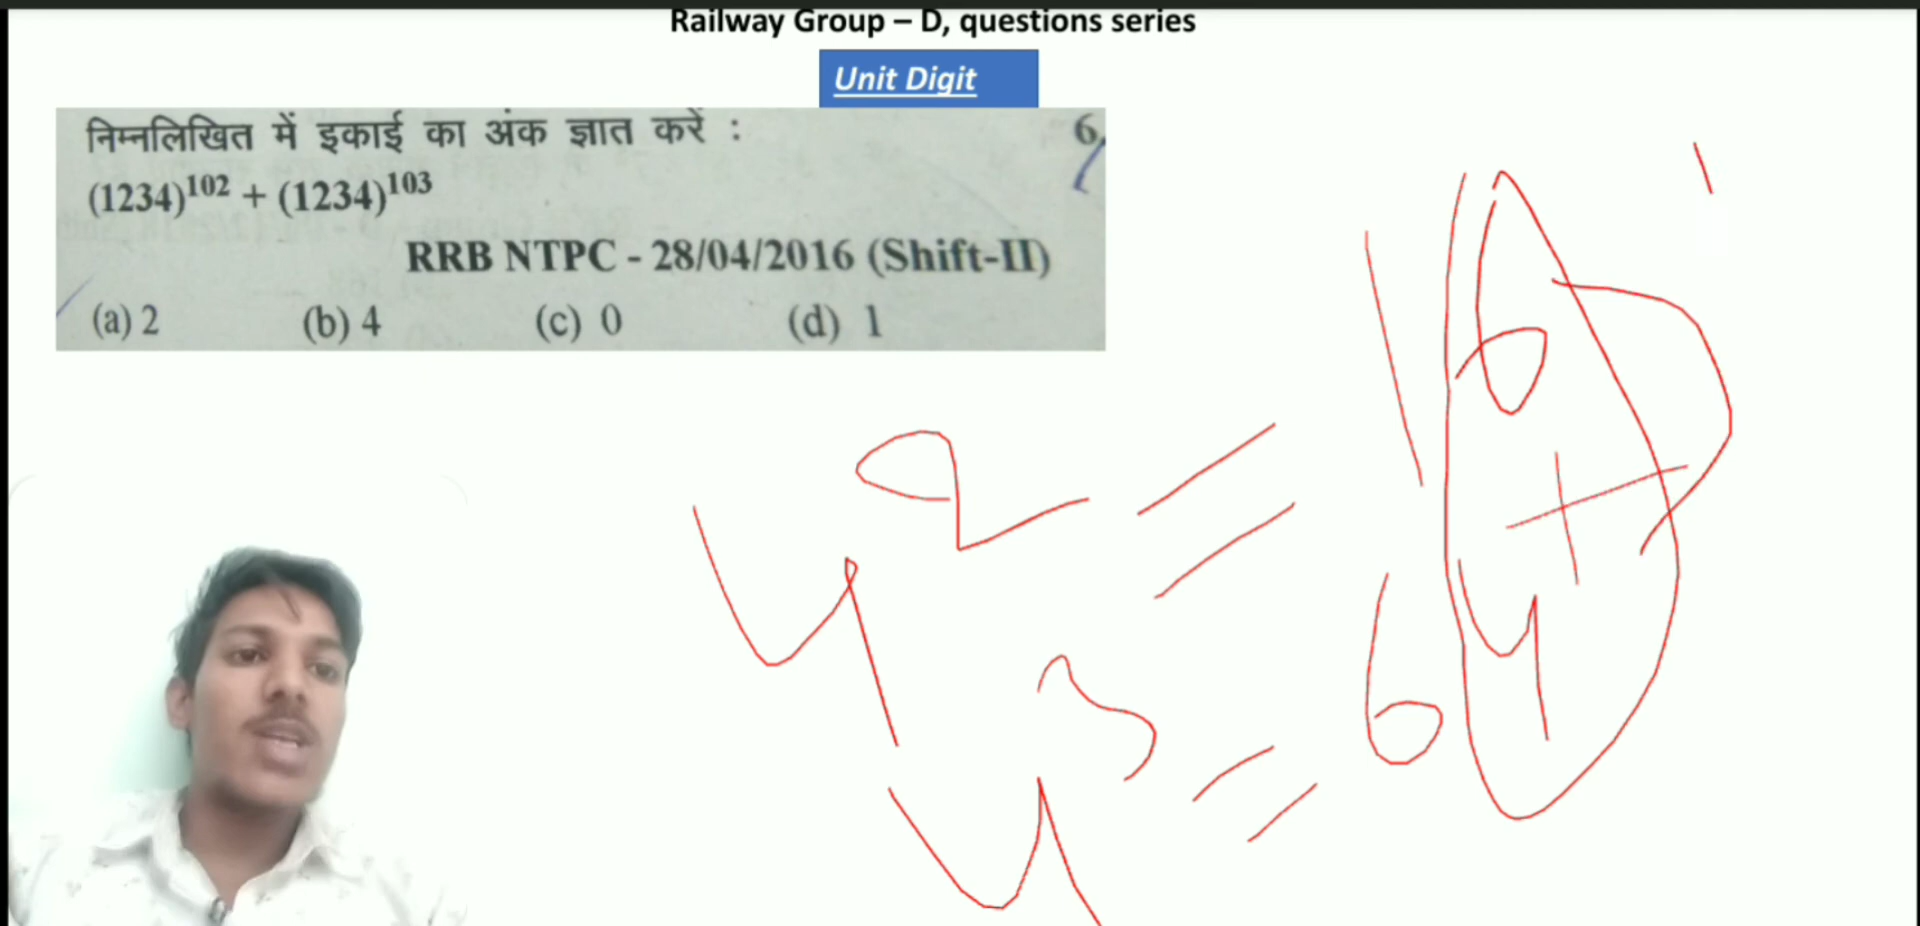 Railway Group – D, questions series
Unit Digit
निम्नलिखित में इकाई का अंक ज्ञात करें :
6.
(1234)¹⁰² + (1234)¹⁰³
RRB NTPC - 28/04/2016 (Shift-II)
(a) 2 (b) 4 (c) 0 (d) 1
4² = 16
+
4³ = 64